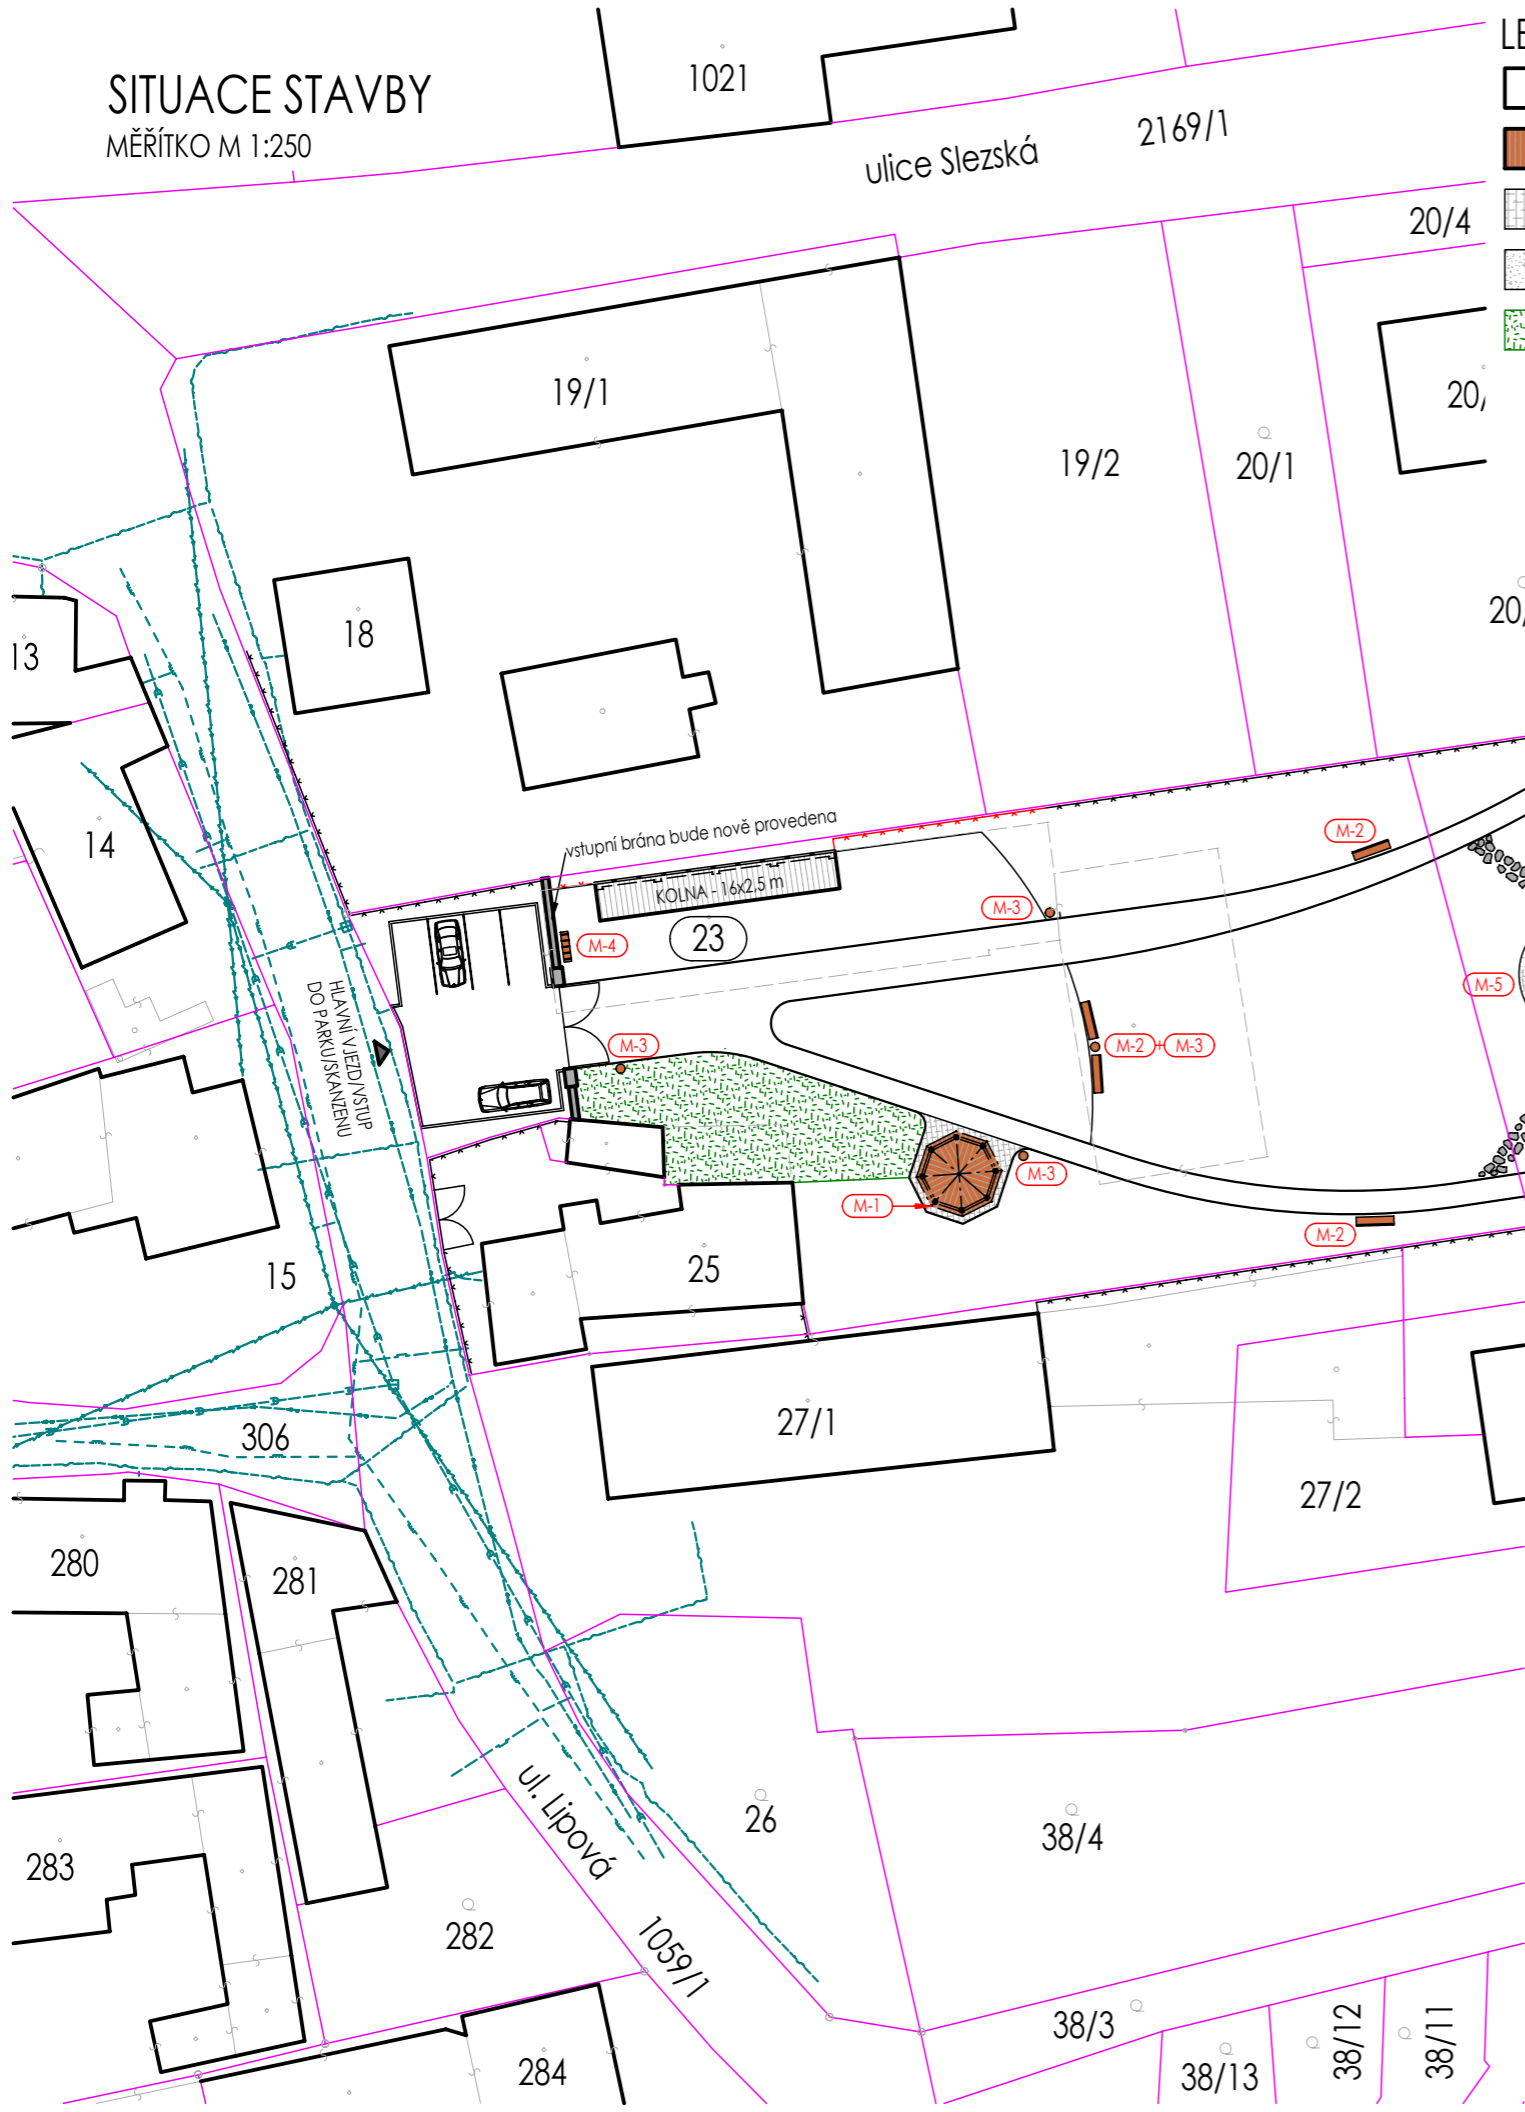 SITUACE STAVBY
MĚŘÍTKO M 1:250
LE
1021
ulice Slezská
2169/1
20/4
19/1
20/
19/2
20/1
18
20/
13
14
vstupní brána bude nově provedena
M-2
KOLNA - 16x2,5 m
M-3
M-4
23
M-5
HLAVNÍ VJEZD/VSTUP
DO PARKU/SKANZENU
M-3
M-2 + M-3
M-3
M-1
M-2
15
25
27/1
306
27/2
280
281
ul. Lipová
26
38/4
283
282
1059/1
38/3
38/12
38/11
38/13
284